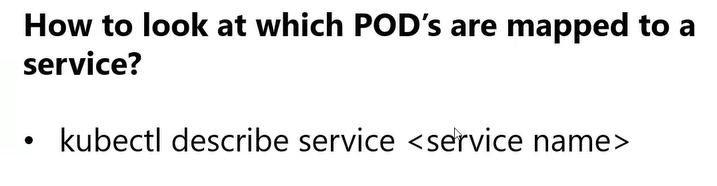 How to look at which POD’s are mapped to a
service?
• kubectl describe service <service name>